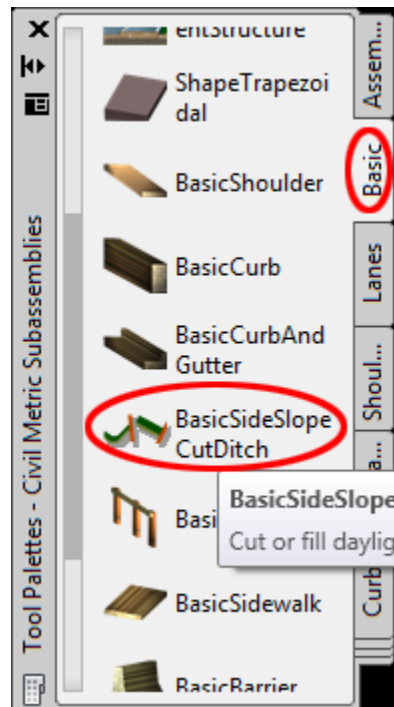 entStructure
ShapeTrapezoi
dal
BasicShoulder
BasicCurb
BasicCurbAnd
Gutter
BasicSideSlope
CutDitch
Basi
BasicSideSlope
Cut or fill daylig
BasicSidewalk
BasicBarrier
Assem...
Basic
Lanes
Shoul...
a...
Curb
Tool Palettes - Civil Metric Subassemblies